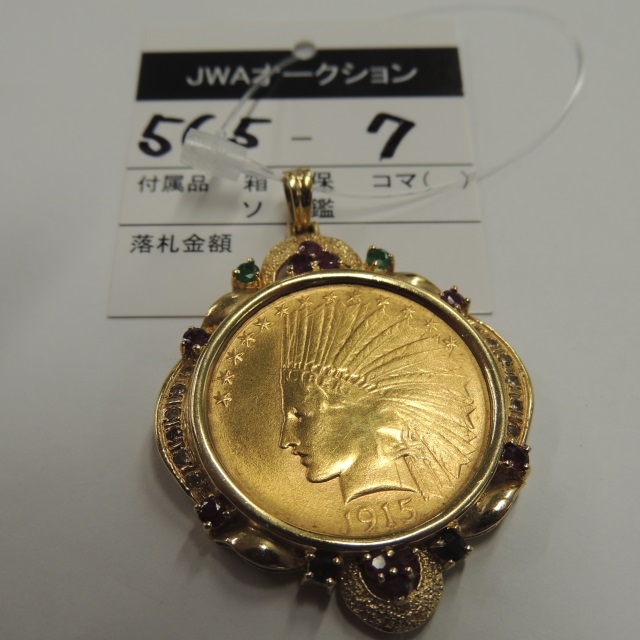 JWAオークション
565 - 7
付属品 箱 保 コマ( )
ソ 鑑
落札金額
1915